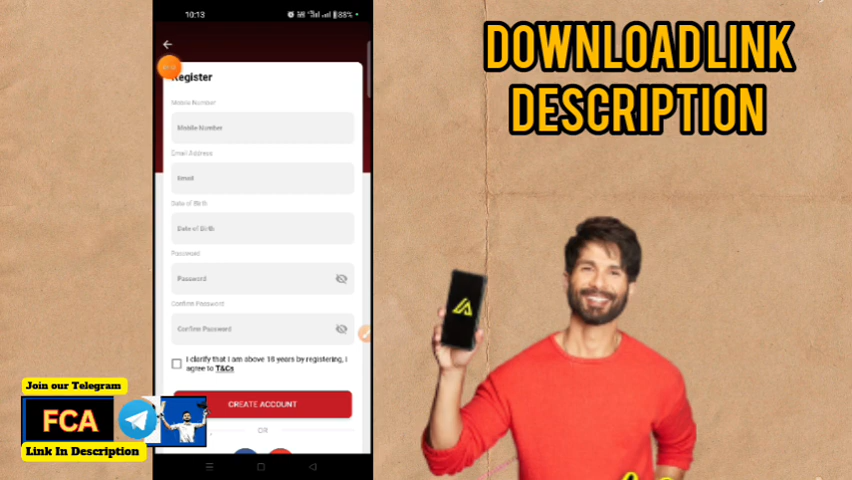 10:13
88%
DOWNLOAD LINK
DESCRIPTION
Register
Mobile Number
Mobile Number
Email Address
Email
Date of Birth
Date of Birth
Password
Password
Confirm Password
Confirm Password
I clarify that I am above 18 years by registering, I
agree to T&Cs
CREATE ACCOUNT
OR
Join our Telegram
FCA
Link In Description